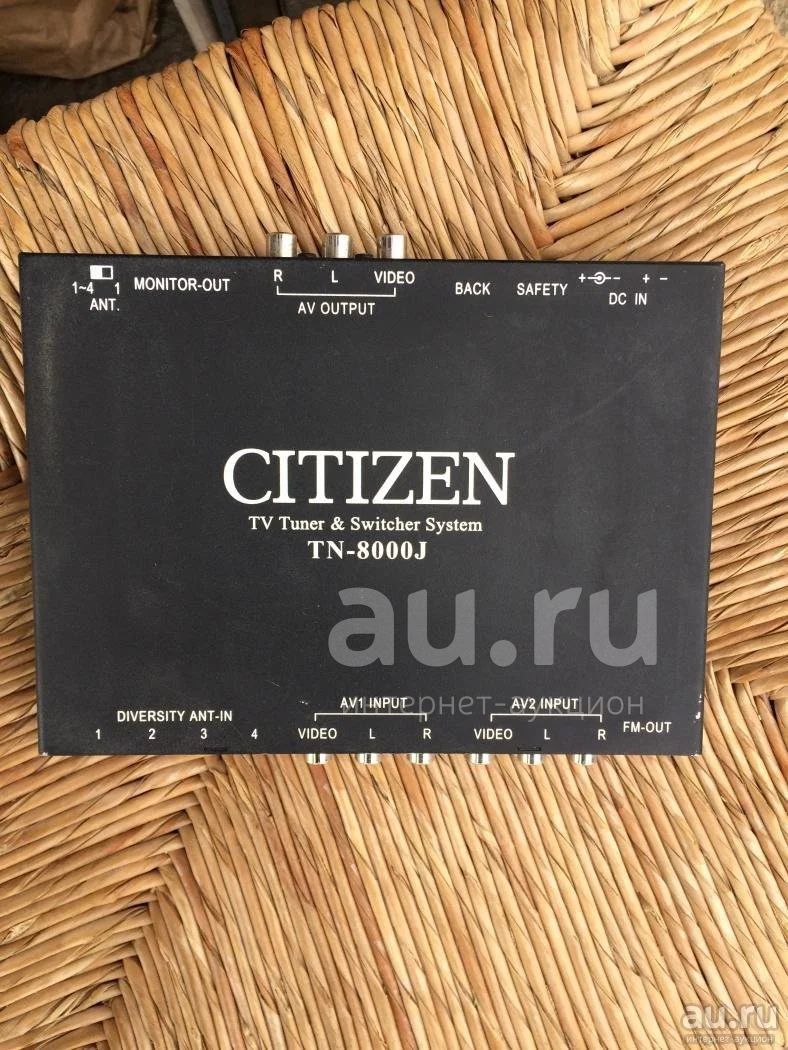 R L VIDEO
AV OUTPUT
1~4 1
ANT.
MONITOR-OUT
BACK SAFETY
+ - + -
DC IN
CITIZEN
TV Tuner & Switcher System
TN-8000J
au.ru
интернет-аукцион
DIVERSITY ANT-IN
1 2 3 4
AV1 INPUT
VIDEO L R
AV2 INPUT
VIDEO L R
FM-OUT
au.ru
интернет-аукцион